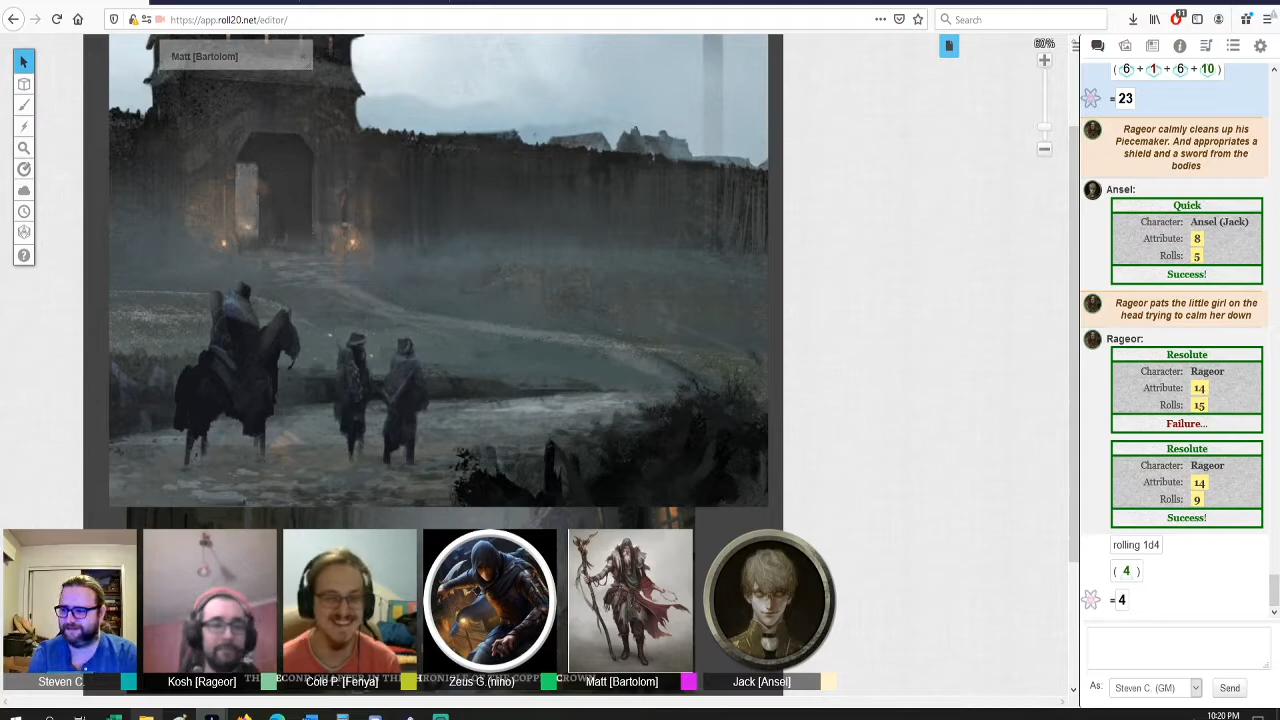 https://app.roll20.net/editor/
Search
11
Matt [Bartolom]
60%
( 6 + 1 + 6 + 10 )
= 23
Rageor calmly cleans up his
Piecemaker. And appropriates a
shield and a sword from the
bodies
Ansel:
Quick
Character: Ansel (Jack)
Attribute: 8
Rolls: 5
Success!
Rageor pats the little girl on the
head trying to calm her down
Rageor:
Resolute
Character: Rageor
Attribute: 14
Rolls: 15
Failure...
Resolute
Character: Rageor
Attribute: 14
Rolls: 9
Success!
rolling 1d4
( 4 )
= 4
Steven C.
Kosh [Rageor]
Cole P. [Fenya]
Zeus G.(nino)
Matt [Bartolom]
Jack [Ansel]
As: Steven C. (GM) Send
10:20 PM